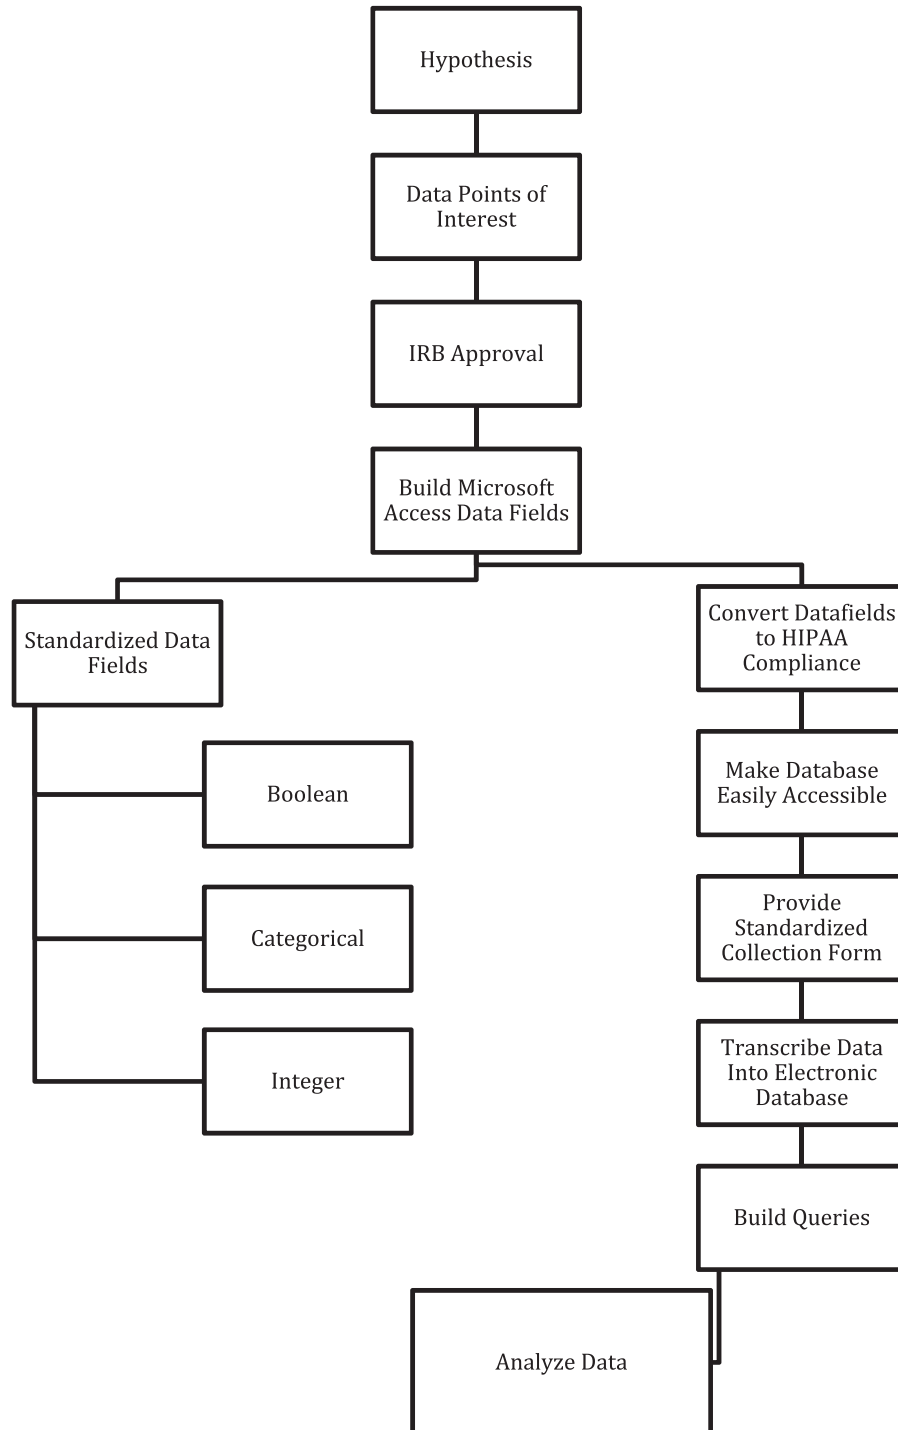 Hypothesis
Data Points of
Interest
IRB Approval
Build Microsoft
Access Data Fields
Standardized Data
Fields
Boolean
Categorical
Integer
Convert Datafields
to HIPAA
Compliance
Make Database
Easily Accessible
Provide
Standardized
Collection Form
Transcribe Data
Into Electronic
Database
Build Queries
Analyze Data